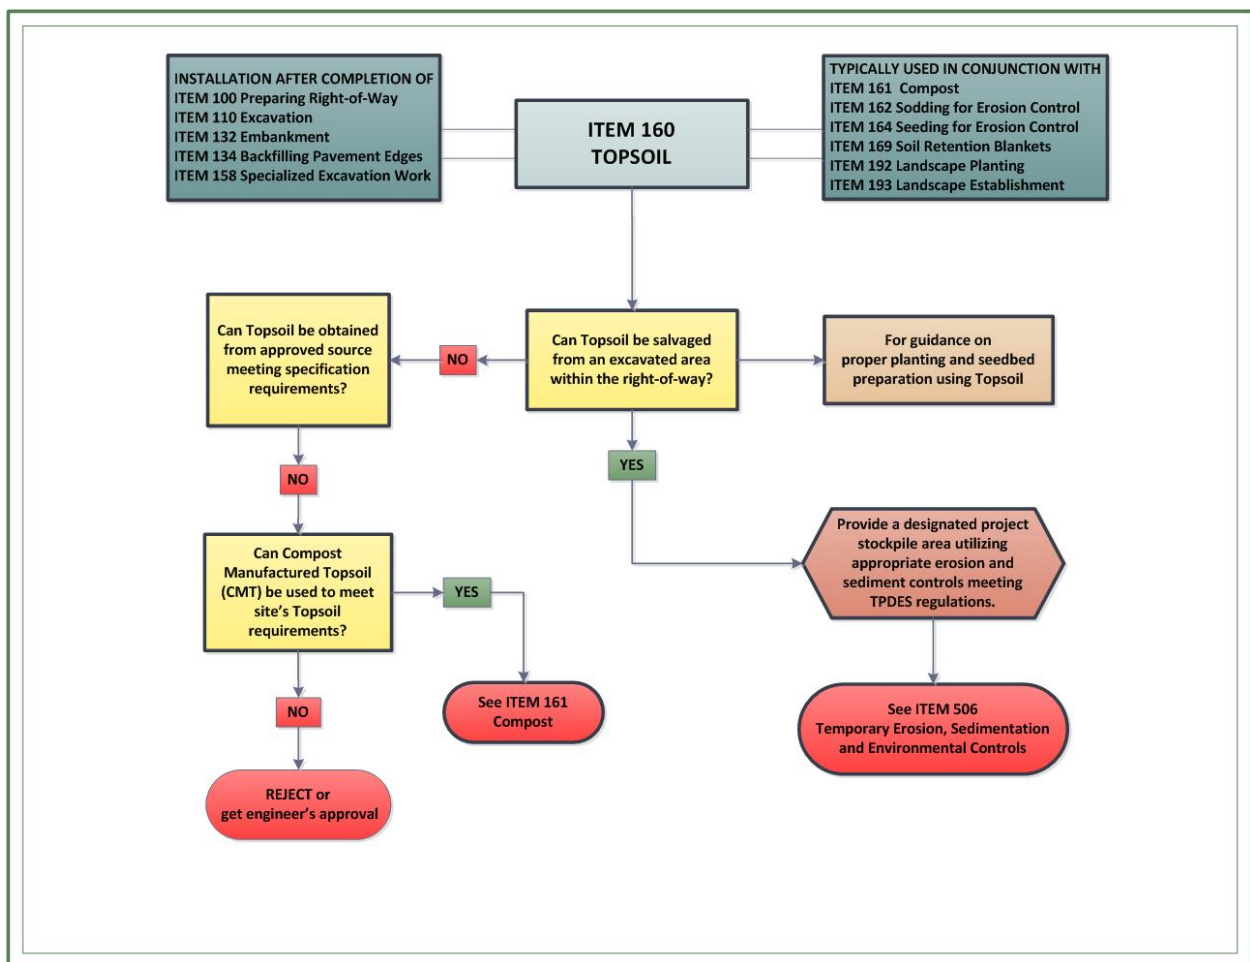 INSTALLATION AFTER COMPLETION OF
ITEM 100 Preparing Right-of-Way
ITEM 110 Excavation
ITEM 132 Embankment
ITEM 134 Backfilling Pavement Edges
ITEM 158 Specialized Excavation Work
ITEM 160
TOPSOIL
TYPICALLY USED IN CONJUNCTION WITH
ITEM 161 Compost
ITEM 162 Sodding for Erosion Control
ITEM 164 Seeding for Erosion Control
ITEM 169 Soil Retention Blankets
ITEM 192 Landscape Planting
ITEM 193 Landscape Establishment
Can Topsoil be obtained
from approved source
meeting specification
requirements?
NO
Can Topsoil be salvaged
from an excavated area
within the right-of-way?
For guidance on
proper planting and seedbed
preparation using Topsoil
NO
YES
Can Compost
Manufactured Topsoil
(CMT) be used to meet
site's Topsoil
requirements?
YES
Provide a designated project
stockpile area utilizing
appropriate erosion and
sediment controls meeting
TPDES regulations.
NO
See ITEM 161
Compost
See ITEM 506
Temporary Erosion, Sedimentation
and Environmental Controls
REJECT or
get engineer's approval